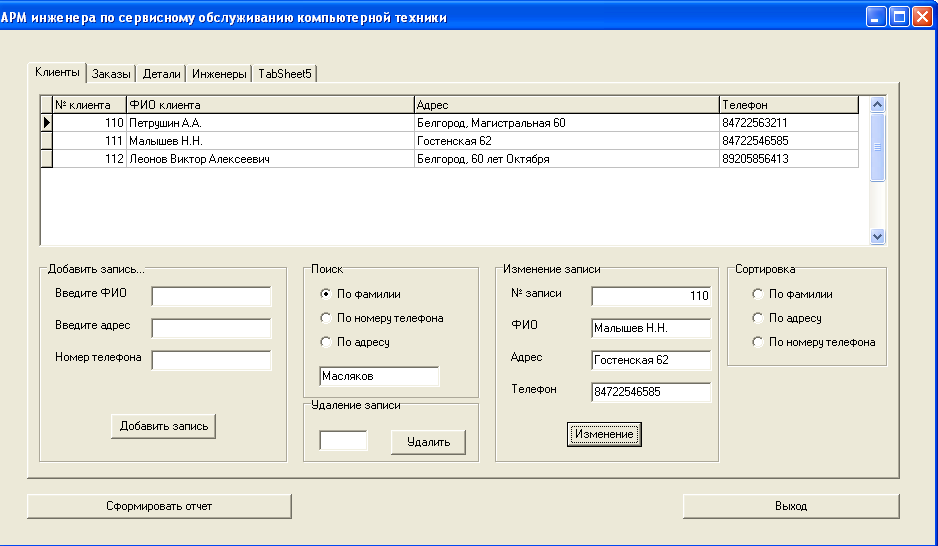 АРМ инженера по сервисному обслуживанию компьютерной техники
Клиенты Заказы Детали Инженеры TabSheet5
№ клиента ФИО клиента Адрес Телефон
110 Петрушин А.А. Белгород, Магистральная 60 84722563211
111 Малышев Н.Н. Гостенская 62 84722546585
112 Леонов Виктор Алексеевич Белгород, 60 лет Октября 89205856413
Добавить запись...
Введите ФИО
Введите адрес
Номер телефона
Добавить запись
Поиск
По фамилии
По номеру телефона
По адресу
Масляков
Удаление записи
Удалить
Изменение записи
№ записи 110
ФИО Малышев Н.Н.
Адрес Гостенская 62
Телефон 84722546585
Изменение
Сортировка
По фамилии
По адресу
По номеру телефона
Сформировать отчет
Выход